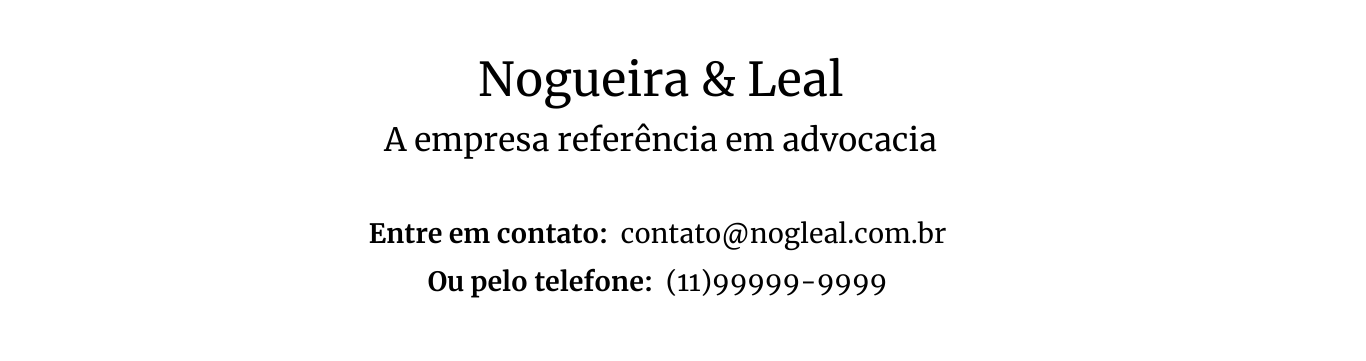 Nogueira & Leal
A empresa referência em advocacia
Entre em contato: contato@nogleal.com.br
Ou pelo telefone: (11)99999-9999